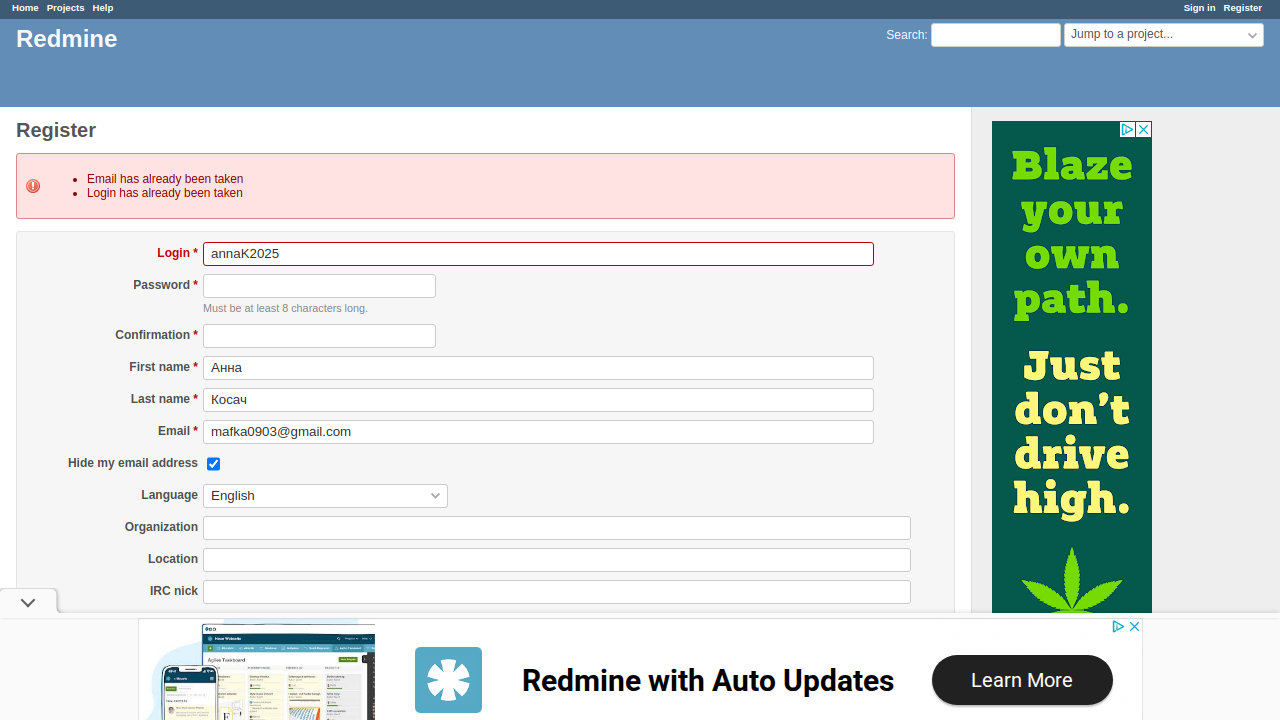 Home Projects Help Sign in Register
Redmine Search: Jump to a project...
Register
Email has already been taken
Login has already been taken
Login * annaK2025
Password *
Must be at least 8 characters long.
Confirmation *
First name * Анна
Last name * Косач
Email * mafka0903@gmail.com
Hide my email address
Language English
Organization
Location
IRC nick
Blaze
your
own
path.
Just
don't
drive
high.
Redmine with Auto Updates
Learn More